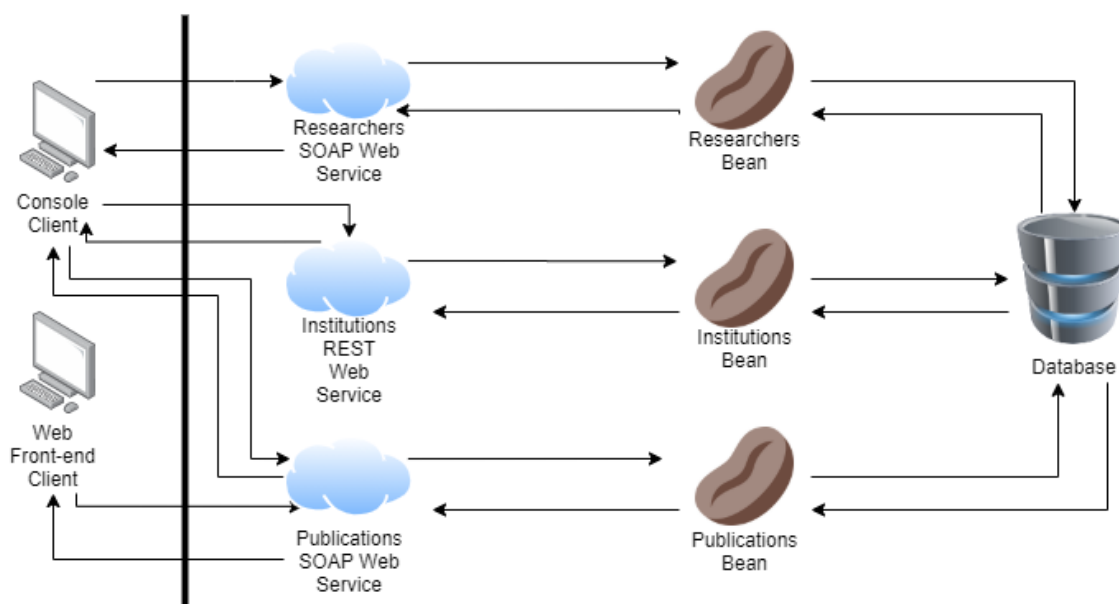 Researchers
SOAP Web
Service
Researchers
Bean
Console
Client
Institutions
REST
Web
Service
Institutions
Bean
Database
Web
Front-end
Client
Publications
SOAP Web
Service
Publications
Bean